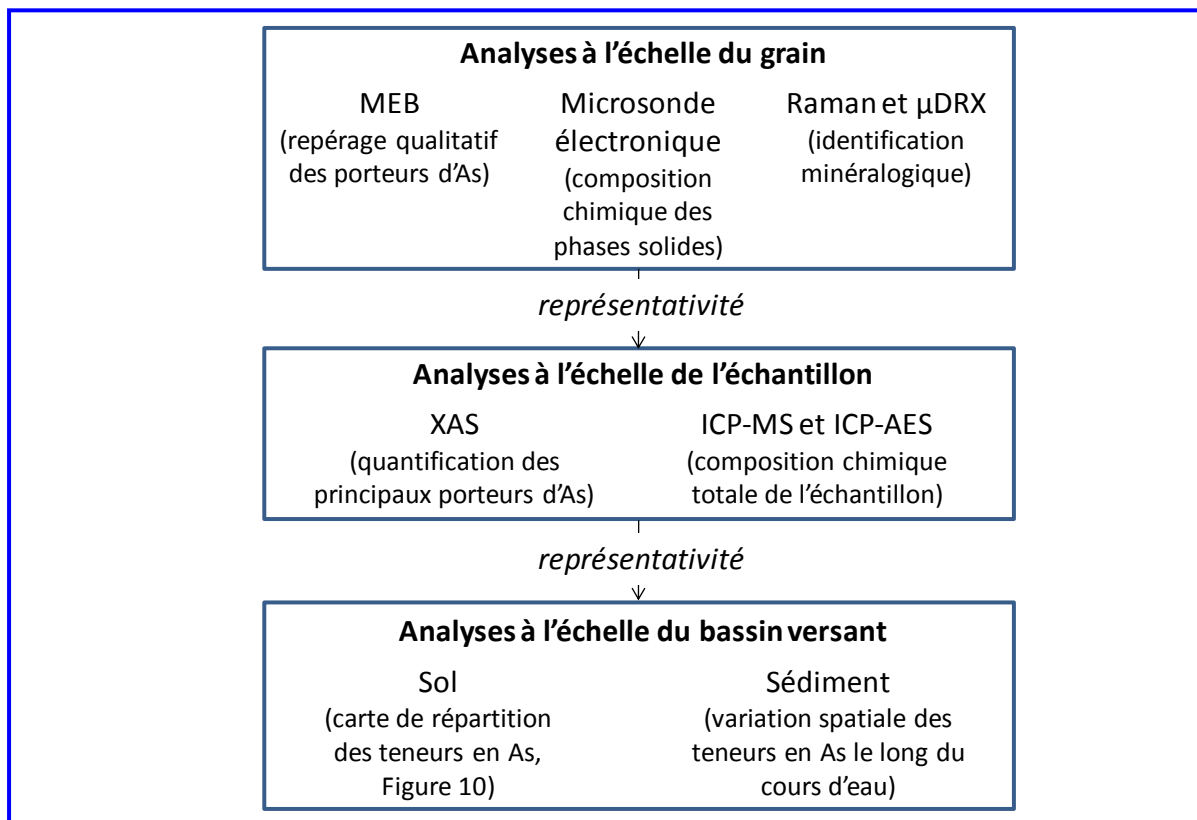 Analyses à l'échelle du grain
MEB
(repérage qualitatif
des porteurs d'As)
Microsonde
électronique
(composition
chimique des
phases solides)
Raman et µDRX
(identification
minéralogique)
représentativité
Analyses à l'échelle de l'échantillon
XAS
(quantification des
principaux porteurs d'As)
ICP-MS et ICP-AES
(composition chimique
totale de l'échantillon)
représentativité
Analyses à l'échelle du bassin versant
Sol
(carte de répartition
des teneurs en As,
Figure 10)
Sédiment
(variation spatiale des
teneurs en As le long du
cours d'eau)